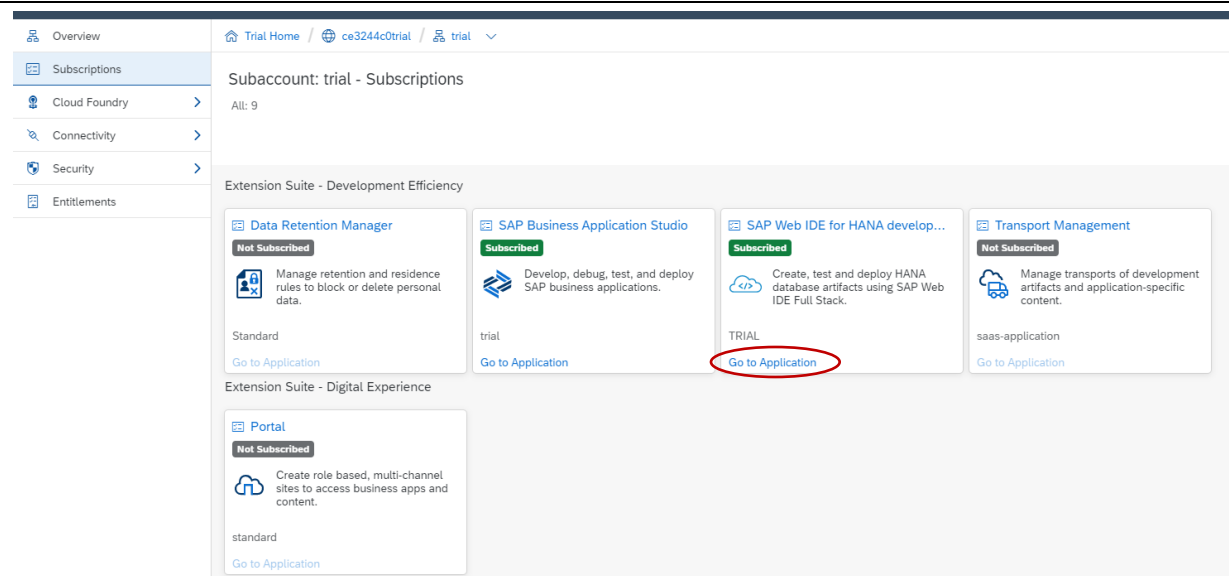 Overview
Subscriptions
Cloud Foundry
Connectivity
Security
Entitlements
Trial Home / ce3244c0trial / trial
Subaccount: trial - Subscriptions
All: 9
Extension Suite - Development Efficiency
Data Retention Manager
Not Subscribed
Manage retention and residence
rules to block or delete personal
data.
Standard
Go to Application
SAP Business Application Studio
Subscribed
Develop, debug, test, and deploy
SAP business applications.
trial
Go to Application
SAP Web IDE for HANA develop...
Subscribed
Create, test and deploy HANA
database artifacts using SAP Web
IDE Full Stack.
TRIAL
Go to Application
Transport Management
Not Subscribed
Manage transports of development
artifacts and application-specific
content.
saas-application
Go to Application
Extension Suite - Digital Experience
Portal
Not Subscribed
Create role based, multi-channel
sites to access business apps and
content.
standard
Go to Application